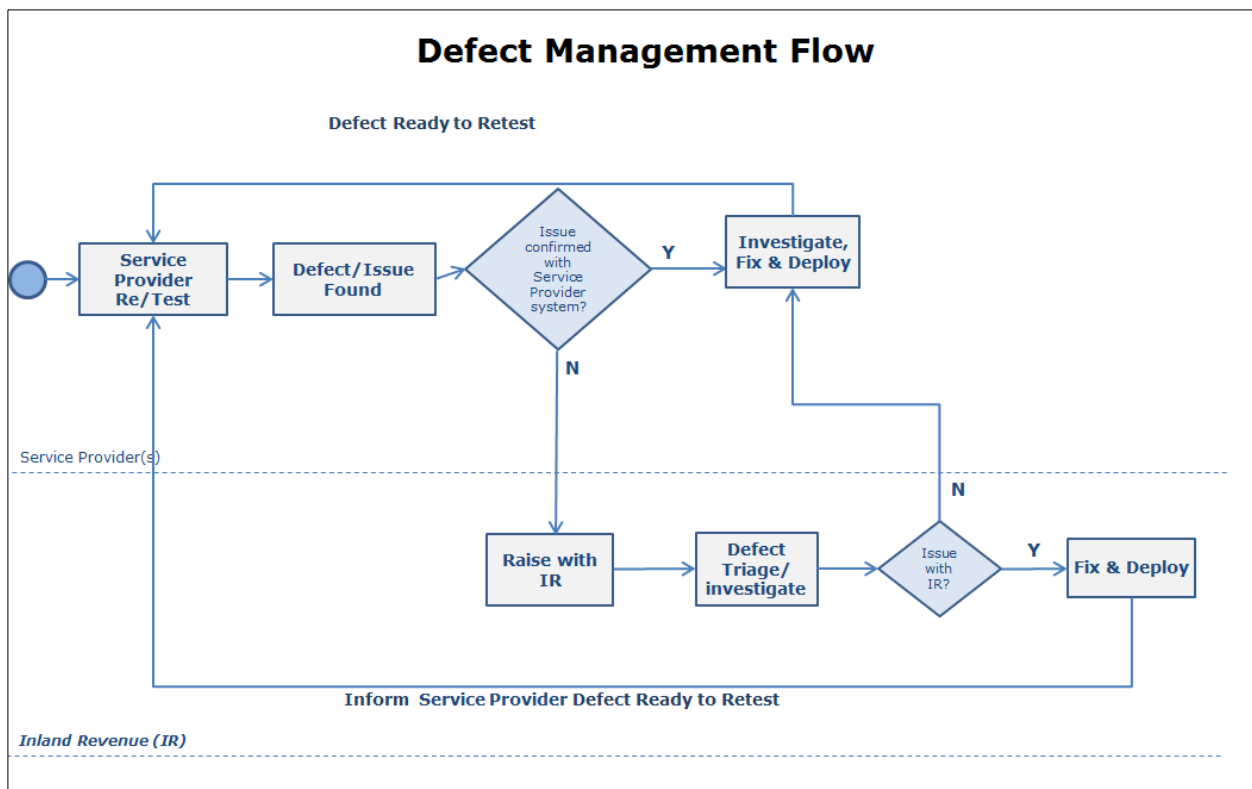 Defect Management Flow
Defect Ready to Retest
Service
Provider
Re/Test
Defect/Issue
Found
Issue
confirmed
with
Service
Provider
system?
Y
Investigate,
Fix & Deploy
N
Service Provider(s)
Raise with
IR
Defect
Triage/
investigate
Issue
with
IR?
N
Y
Fix & Deploy
Inform  Service Provider Defect Ready to Retest
Inland Revenue (IR)